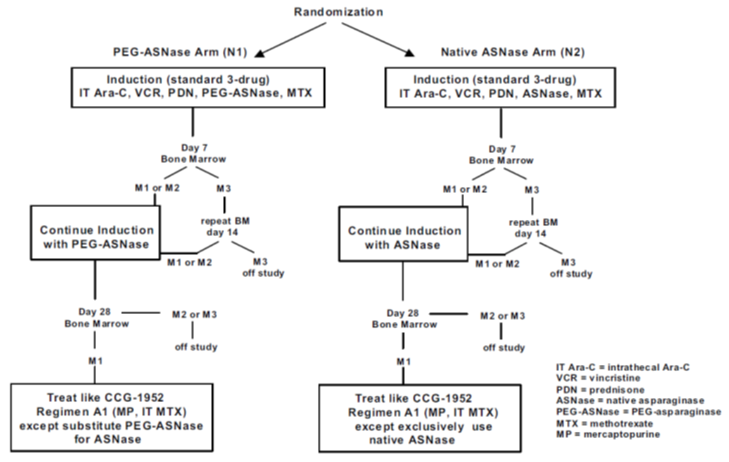 Randomization
PEG-ASNase Arm (N1)
Induction (standard 3-drug)
IT Ara-C, VCR, PDN, PEG-ASNase, MTX
Day 7
Bone Marrow
M1 or M2
M3
repeat BM
day 14
Continue Induction
with PEG-ASNase
M1 or M2
M3
off study
Day 28
Bone Marrow
M2 or M3
off study
M1
Treat like CCG-1952
Regimen A1 (MP, IT MTX)
except substitute PEG-ASNase
for ASNase
Native ASNase Arm (N2)
Induction (standard 3-drug)
IT Ara-C, VCR, PDN, ASNase, MTX
Day 7
Bone Marrow
M1 or M2
M3
repeat BM
day 14
Continue Induction
with ASNase
M1 or M2
M3
off study
Day 28
Bone Marrow
M2 or M3
off study
M1
Treat like CCG-1952
Regimen A1 (MP, IT MTX)
except exclusively use
native ASNase
IT Ara-C = intrathecal Ara-C
VCR = vincristine
PDN = prednisone
ASNase = native asparaginase
PEG-ASNase = PEG-asparaginase
MTX = methotrexate
MP = mercaptopurine